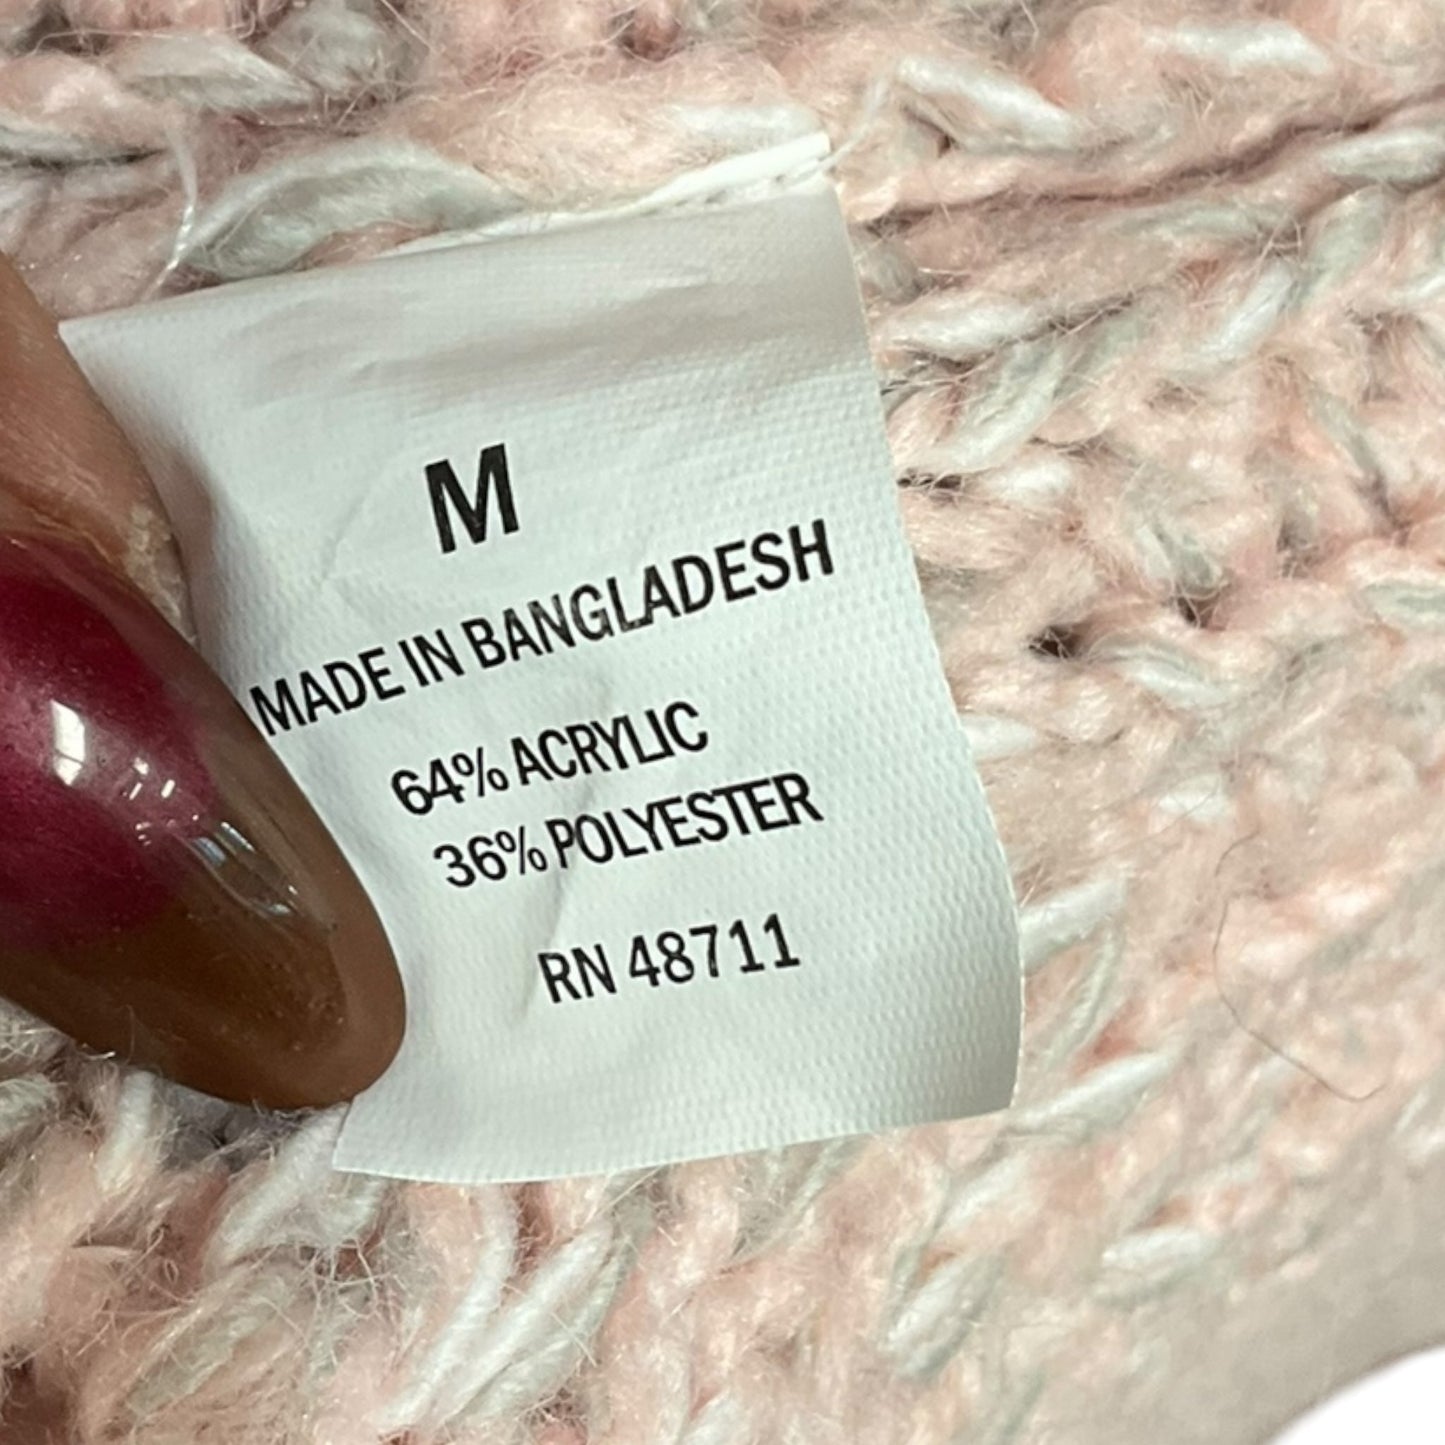 M
MADE IN BANGLADESH
64% ACRYLIC
36% POLYESTER
RN 48711